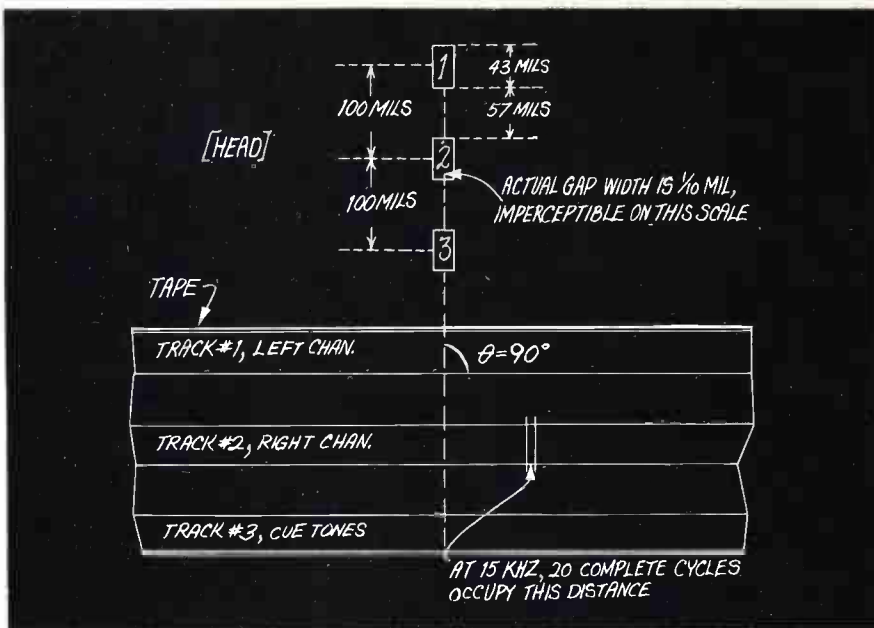 1
43 MILS
100 MILS
57 MILS
[HEAD]
2
ACTUAL GAP WIDTH IS 1/10 MIL,
IMPERCEPTIBLE ON THIS SCALE
100 MILS
3
TAPE
TRACK #1, LEFT CHAN.
θ=90°
TRACK #2, RIGHT CHAN.
TRACK #3, CUE TONES
AT 15 KHZ, 20 COMPLETE CYCLES
OCCUPY THIS DISTANCE